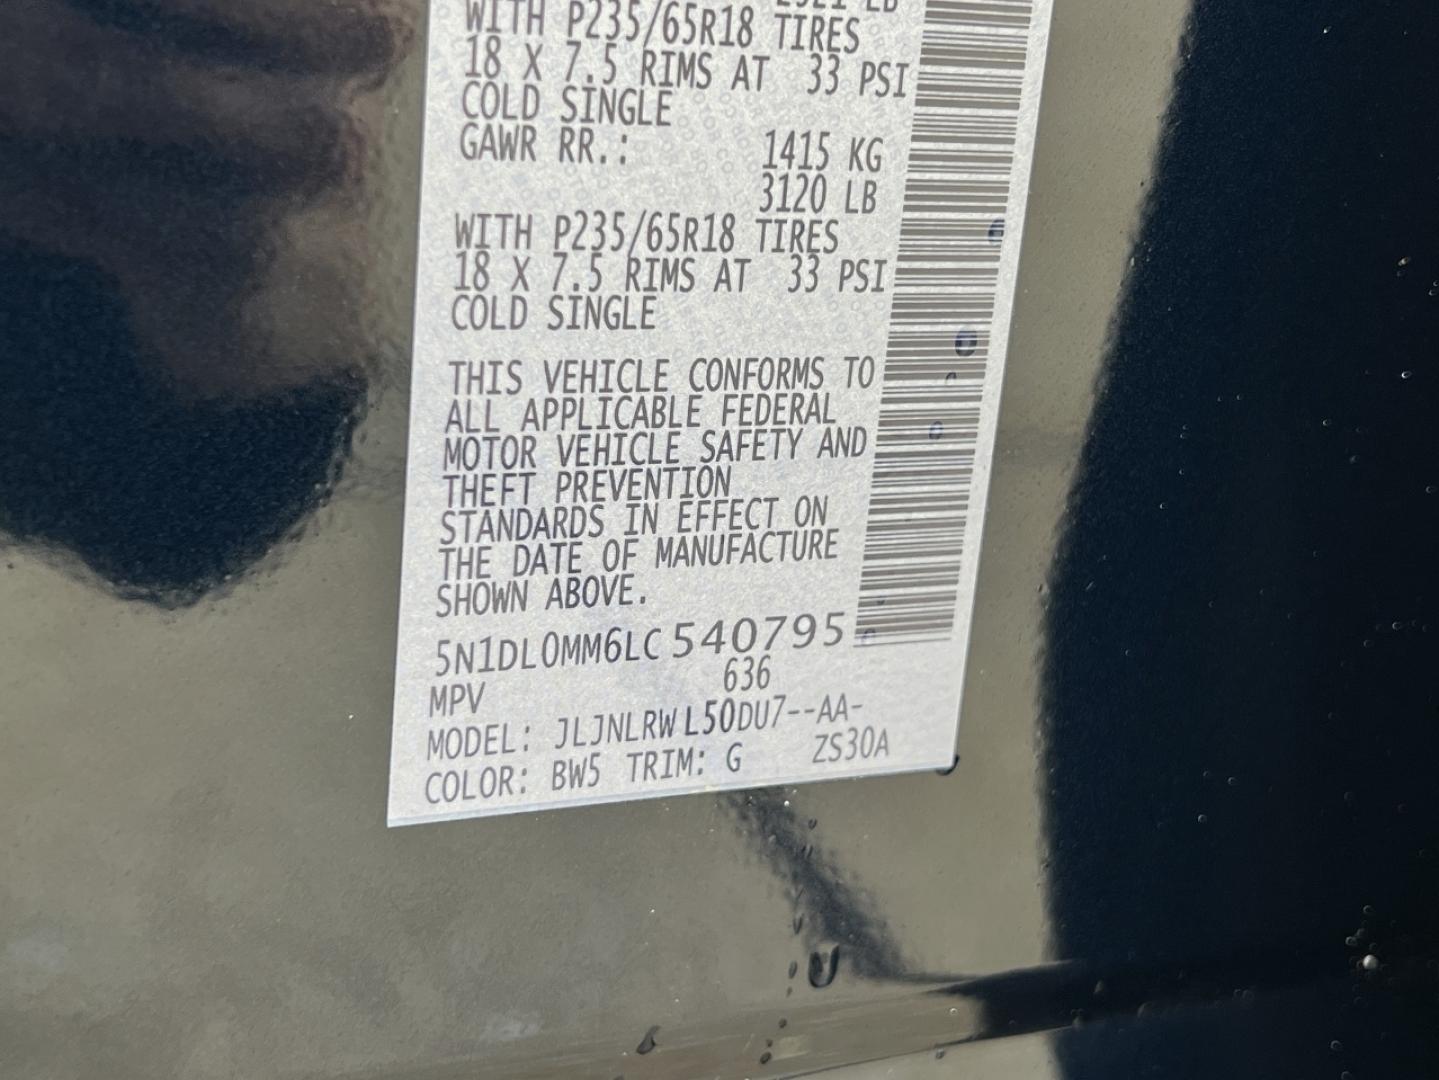 WITH P235/65R18 TIRES
18 X 7.5 RIMS AT 33 PSI
COLD SINGLE
GAWR RR.: 1415 KG
3120 LB
WITH P235/65R18 TIRES
18 X 7.5 RIMS AT 33 PSI
COLD SINGLE
THIS VEHICLE CONFORMS TO
ALL APPLICABLE FEDERAL
MOTOR VEHICLE SAFETY AND
THEFT PREVENTION
STANDARDS IN EFFECT ON
THE DATE OF MANUFACTURE
SHOWN ABOVE.
5N1DL0MM6LC540795
MPV 636
MODEL: JLJNLRWL50DU7--AA-
COLOR: BW5 TRIM: G ZS30A